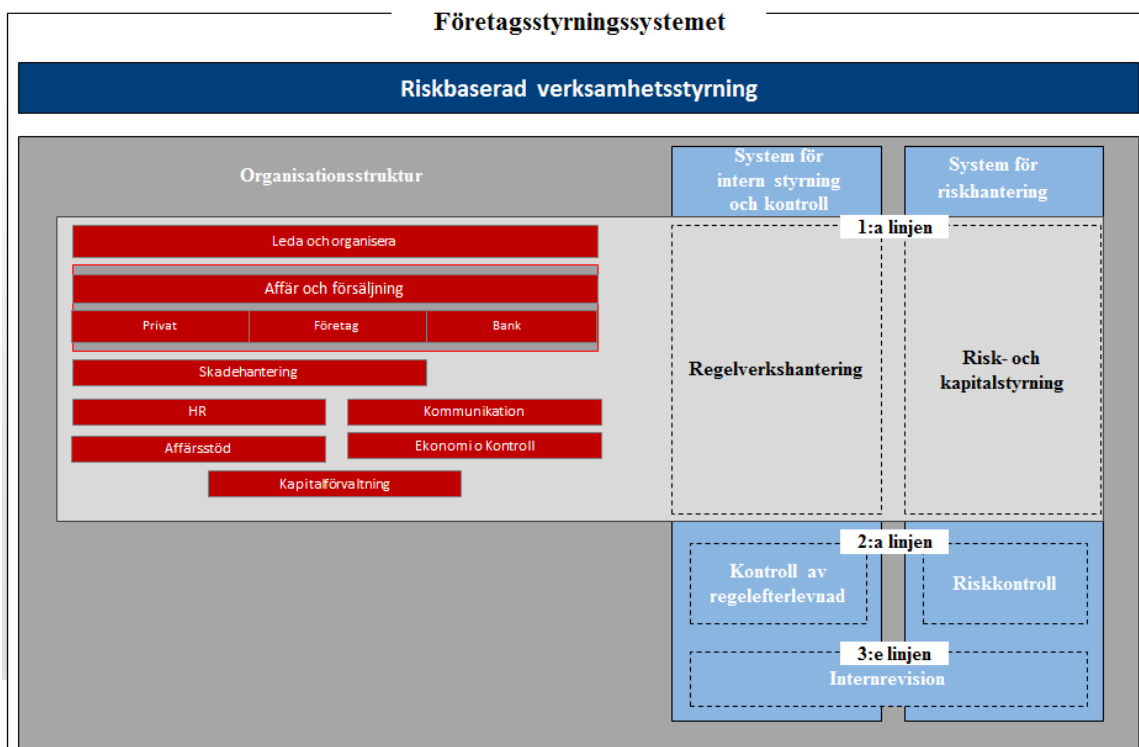 Företagsstyrningssystemet
Riskbaserad verksamhetsstyrning
Organisationsstruktur
System för
intern styrning
och kontroll
System för
riskhantering
1:a linjen
Leda och organisera
Affär och försäljning
Privat
Företag
Bank
Skadehantering
HR
Kommunikation
Affärsstöd
Ekonomi o Kontroll
Kapitalförvaltning
Regelverkshantering
Risk- och
kapitalstyrning
2:a linjen
Kontroll av
regelefterlevnad
Riskkontroll
3:e linjen
Internrevision